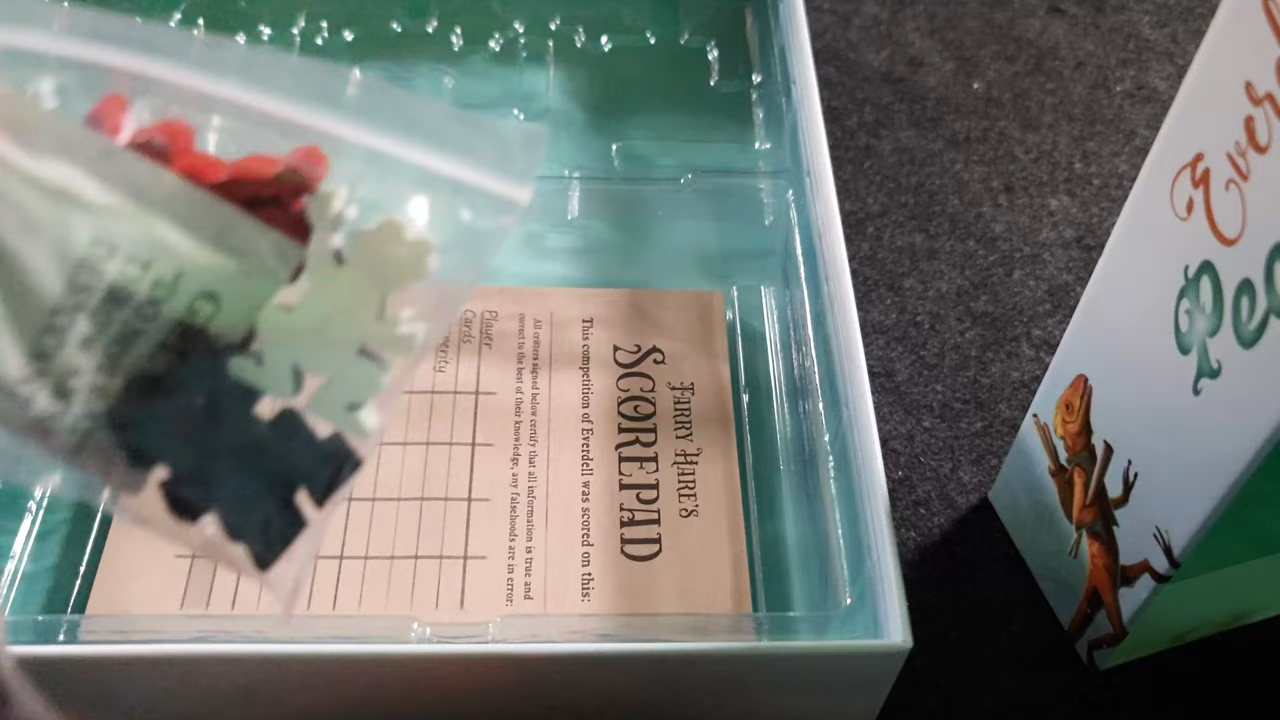 FARRY HARE'S
SCOREPAD
This competition of Everdell was scored on this:
All critters signed below certify that all information is true and
correct to the best of their knowledge, any falsehoods are in error:
Player
Cards